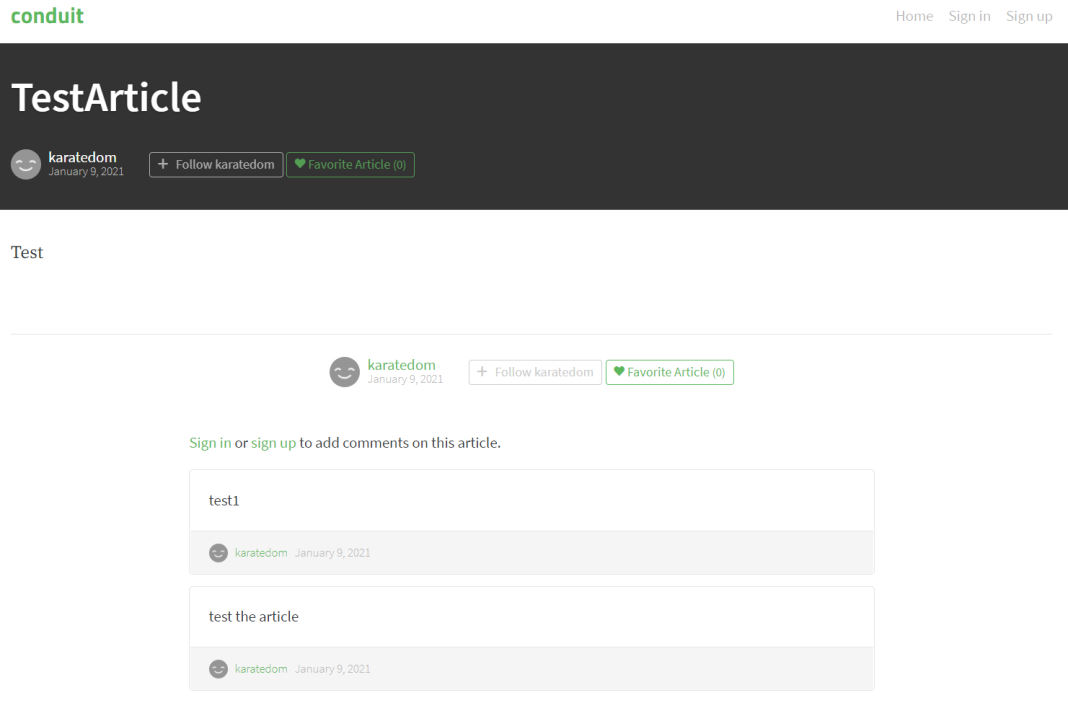 conduit
Home Sign in Sign up
TestArticle
karatedom
January 9, 2021
Follow karatedom
Favorite Article (0)
Test
karatedom
January 9, 2021
Follow karatedom
Favorite Article (0)
Sign in or sign up to add comments on this article.
test1
karatedom January 9, 2021
test the article
karatedom January 9, 2021